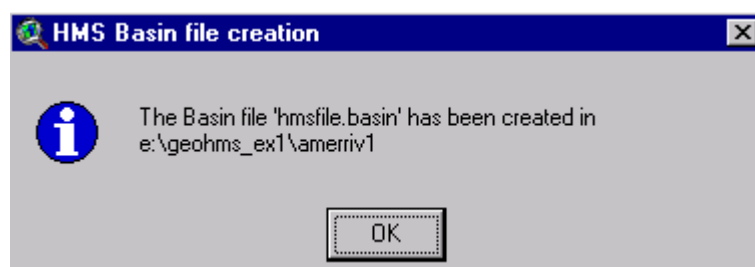 HMS Basin file creation
The Basin file 'hmsfile.basin' has been created in
e:\geohms_ex1\amerriv1
OK